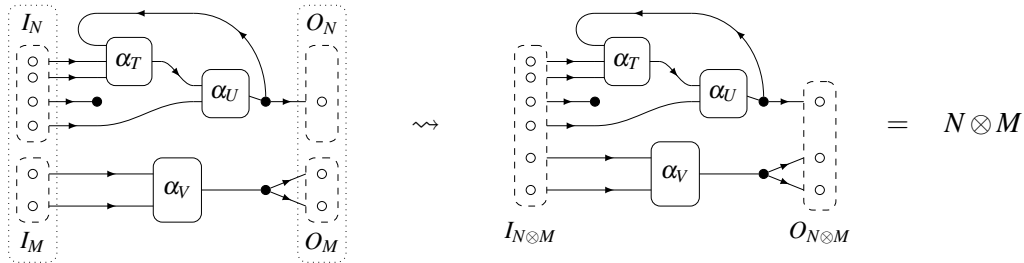 I_N O_N
α_T α_T
α_U α_U
⇝ = N ⊗ M
α_V α_V
I_M O_M I_{N⊗M} O_{N⊗M}